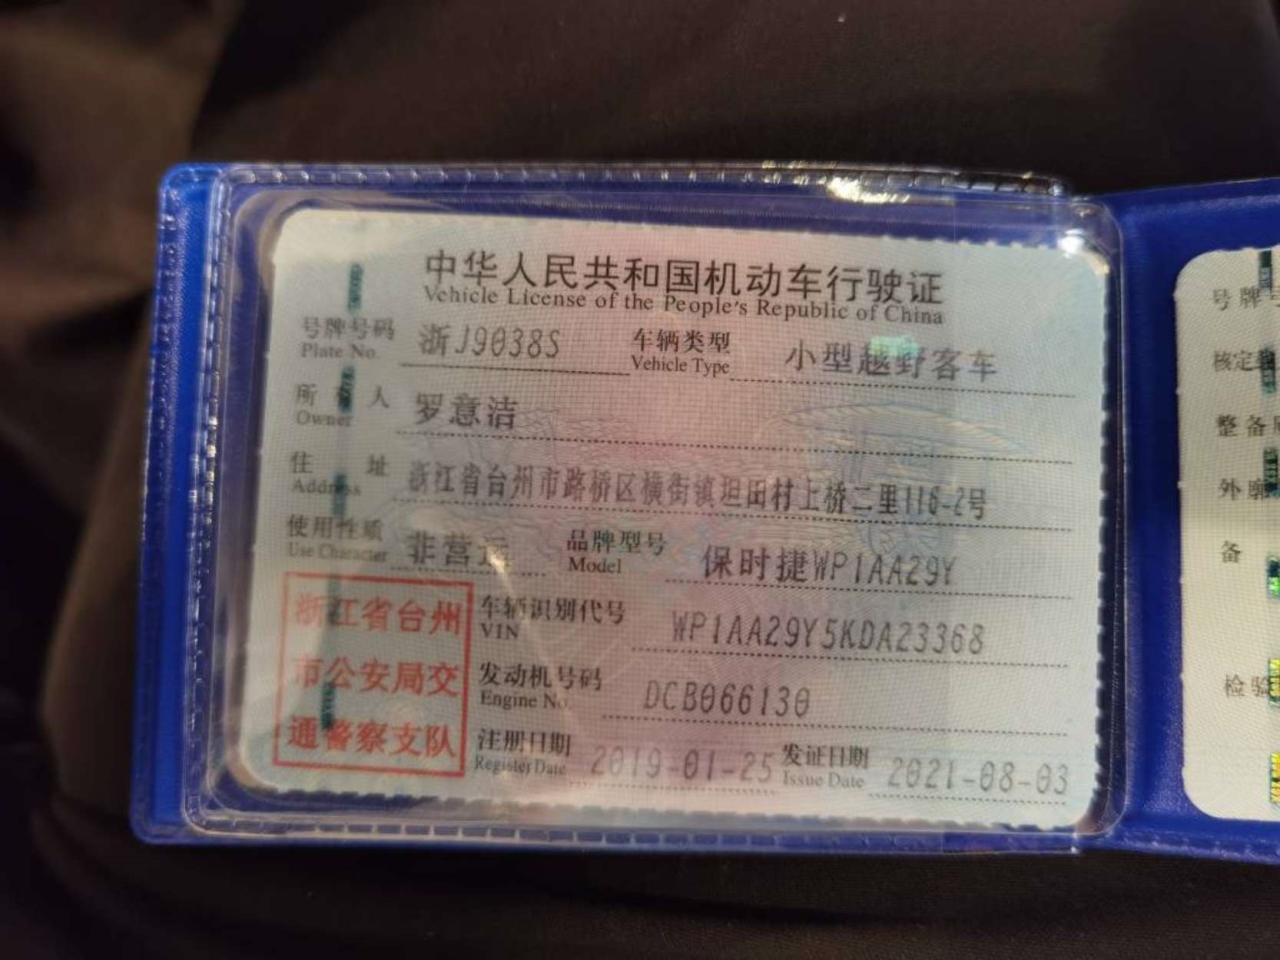 中华人民共和国机动车行驶证
Vehicle License of the People's Republic of China
号牌号码 浙J9038S 车辆类型 小型越野客车
Plate No. Vehicle Type
所有人 罗意洁
Owner
住址 浙江省台州市路桥区横街镇坦田村上桥二里116-2号
Address
使用性质 非营运 品牌型号 保时捷WP1AA29Y
Use Character Model
浙江省台州
市公安局交
通警察支队
车辆识别代号 WP1AA29Y5KDA23368
VIN
发动机号码 DCB066130
Engine No.
注册日期 2019-01-25 发证日期 2021-08-03
Register Date Issue Date
号牌
核定
整备
外廓
备
检验